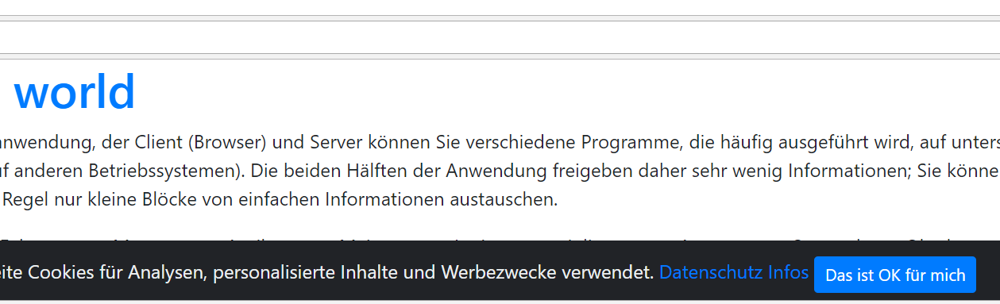 world
anwendung, der Client (Browser) und Server können Sie verschiedene Programme, die häufig ausgeführt wird, auf unters
uf anderen Betriebssystemen). Die beiden Hälften der Anwendung freigeben daher sehr wenig Informationen; Sie könne
Regel nur kleine Blöcke von einfachen Informationen austauschen.
eite Cookies für Analysen, personalisierte Inhalte und Werbezwecke verwendet. Datenschutz Infos Das ist OK für mich